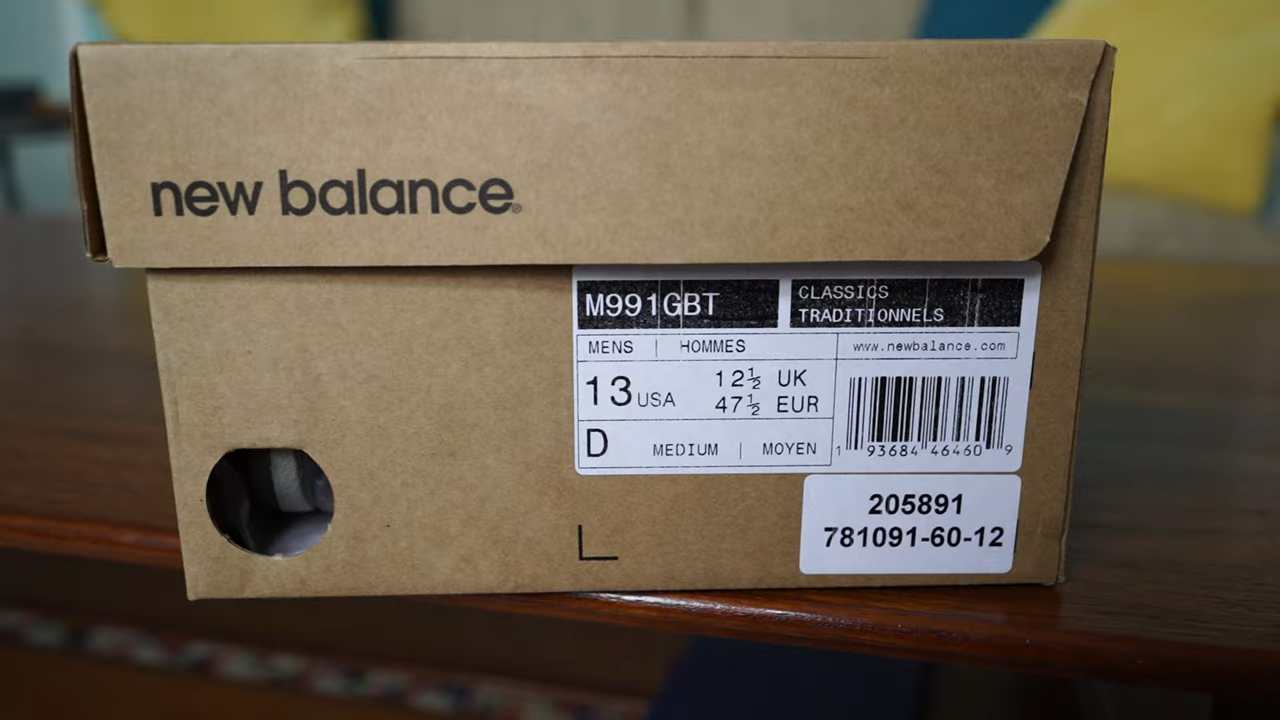 new balance®
M991GBT
CLASSICS
TRADITIONNELS
MENS | HOMMES
www.newbalance.com
13 USA
12½ UK
47½ EUR
D MEDIUM | MOYEN
1 93684 46460 9
205891
781091-60-12